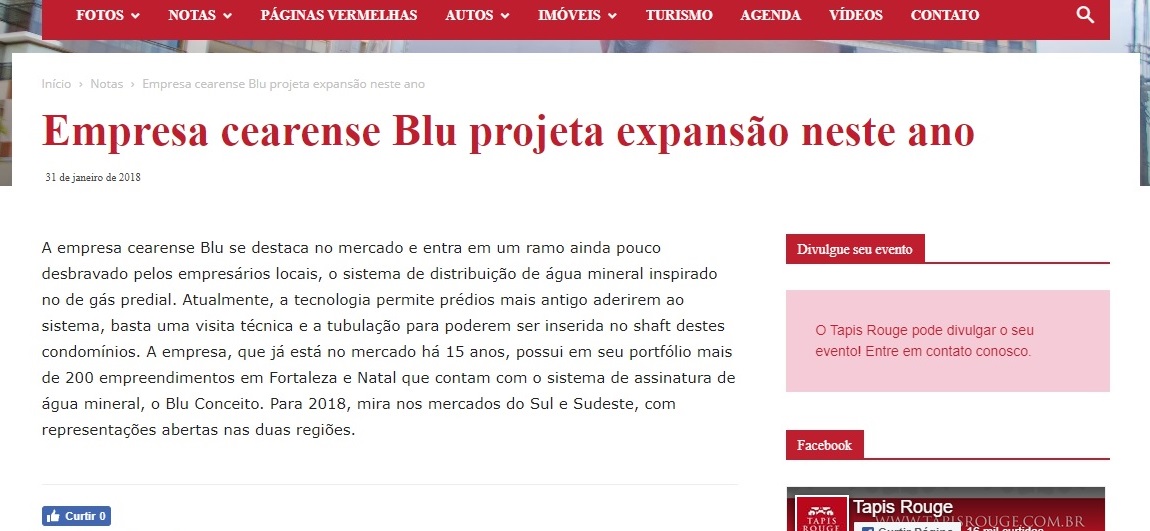 FOTOS NOTAS PÁGINAS VERMELHAS AUTOS IMÓVEIS TURISMO AGENDA VÍDEOS CONTATO
Início › Notas › Empresa cearense Blu projeta expansão neste ano
Empresa cearense Blu projeta expansão neste ano
31 de janeiro de 2018
A empresa cearense Blu se destaca no mercado e entra em um ramo ainda pouco
desbravado pelos empresários locais, o sistema de distribuição de água mineral inspirado
no de gás predial. Atualmente, a tecnologia permite prédios mais antigo aderirem ao
sistema, basta uma visita técnica e a tubulação para poderem ser inserida no shaft destes
condomínios. A empresa, que já está no mercado há 15 anos, possui em seu portfólio mais
de 200 empreendimentos em Fortaleza e Natal que contam com o sistema de assinatura de
água mineral, o Blu Conceito. Para 2018, mira nos mercados do Sul e Sudeste, com
representações abertas nas duas regiões.
Curtir 0
Divulgue seu evento
O Tapis Rouge pode divulgar o seu
evento! Entre em contato conosco.
Facebook
Tapis Rouge
TAPIS
ROUGE
WWW.TAPISROUGE.COM.BR
Curtir Página
16 mil curtidas